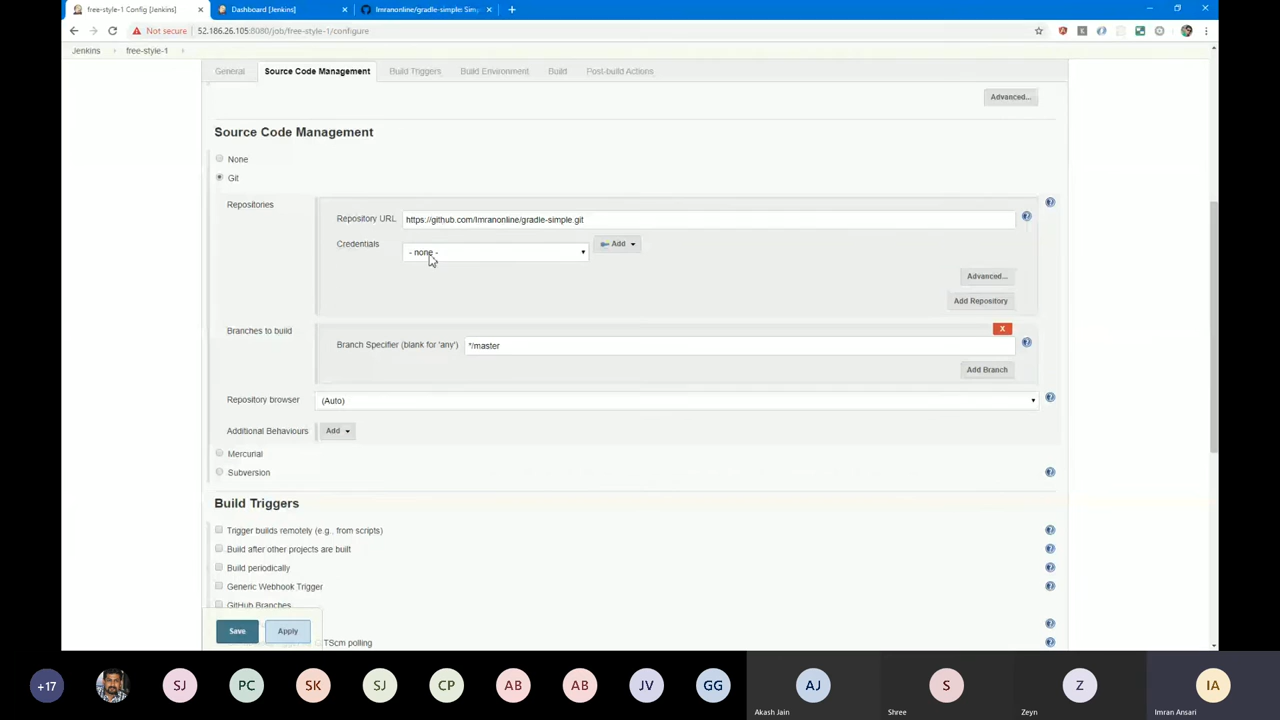 free-style-1 Config [Jenkins]
Dashboard [Jenkins]
Imranonline/gradle-simple: Sim
Not secure
52.186.26.105:8080/job/free-style-1/configure
Jenkins
free-style-1
General
Source Code Management
Build Triggers
Build Environment
Build
Post-build Actions
Advanced...
Source Code Management
None
Git
Repositories
Repository URL
https://github.com/Imranonline/gradle-simple.git
Credentials
- none -
Add
Advanced...
Add Repository
Branches to build
X
Branch Specifier (blank for 'any')
*/master
Add Branch
Repository browser
(Auto)
Additional Behaviours
Add
Mercurial
Subversion
Build Triggers
Trigger builds remotely (e.g., from scripts)
Build after other projects are built
Build periodically
Generic Webhook Trigger
GitHub Branches
Save
Apply
TScm polling
+17
SJ
PC
SK
SJ
CP
AB
AB
JV
GG
AJ
Akash Jain
S
Shree
Z
Zeyn
IA
Imran Ansari